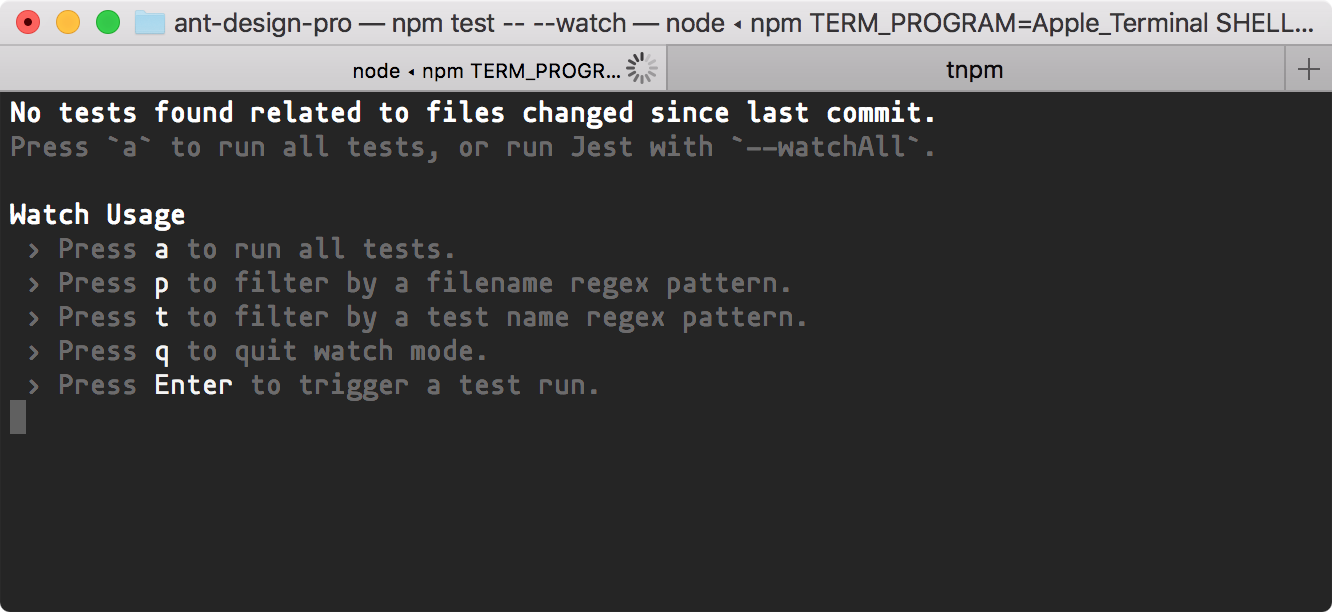 ant-design-pro — npm test -- --watch — node ◂ npm TERM_PROGRAM=Apple_Terminal SHELL...
node ◂ npm TERM_PROGR...
tnpm
No tests found related to files changed since last commit.
Press `a` to run all tests, or run Jest with `--watchAll`.
Watch Usage
› Press a to run all tests.
› Press p to filter by a filename regex pattern.
› Press t to filter by a test name regex pattern.
› Press q to quit watch mode.
› Press Enter to trigger a test run.